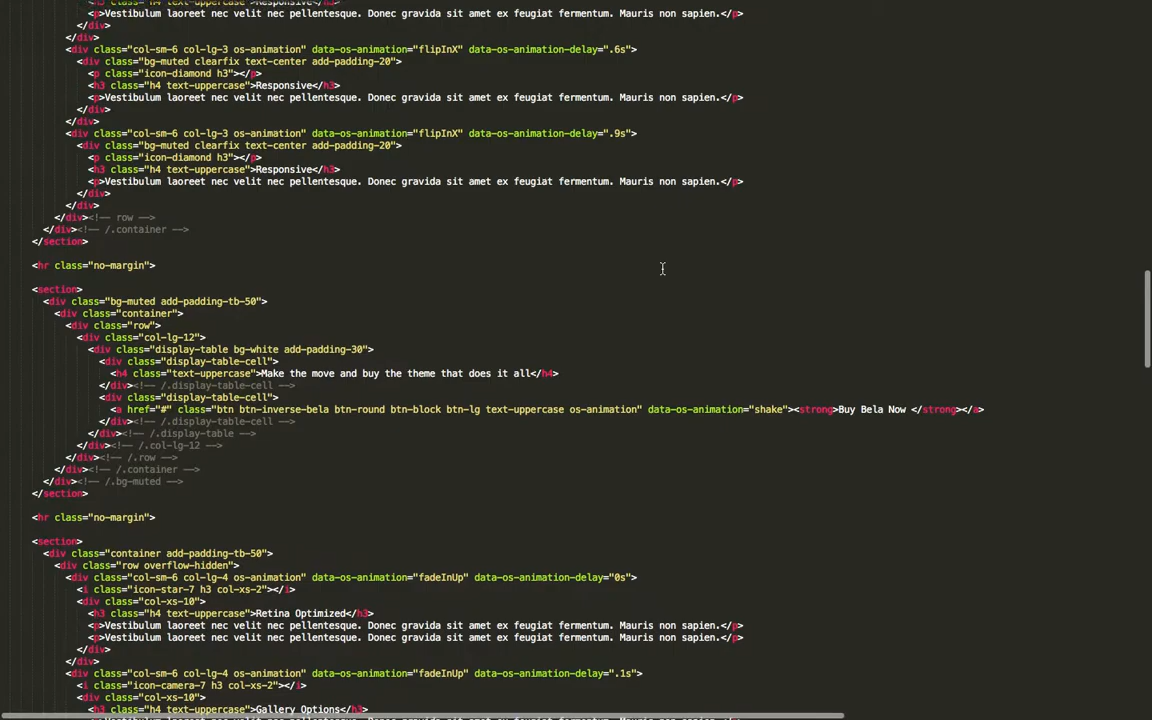 <h3 class="h4 text-uppercase">Responsive</h3>
<p>Vestibulum laoreet nec velit nec pellentesque. Donec gravida sit amet ex feugiat fermentum. Mauris non sapien.</p>
</div>
</div>
<div class="col-sm-6 col-lg-3 os-animation" data-os-animation="flipInX" data-os-animation-delay=".6s">
<div class="bg-muted clearfix text-center add-padding-20">
<p class="icon-diamond h3"></p>
<h3 class="h4 text-uppercase">Responsive</h3>
<p>Vestibulum laoreet nec velit nec pellentesque. Donec gravida sit amet ex feugiat fermentum. Mauris non sapien.</p>
</div>
</div>
<div class="col-sm-6 col-lg-3 os-animation" data-os-animation="flipInX" data-os-animation-delay=".9s">
<div class="bg-muted clearfix text-center add-padding-20">
<p class="icon-diamond h3"></p>
<h3 class="h4 text-uppercase">Responsive</h3>
<p>Vestibulum laoreet nec velit nec pellentesque. Donec gravida sit amet ex feugiat fermentum. Mauris non sapien.</p>
</div>
</div>
</div><!-- row -->
</div><!-- /.container -->
</section>
<hr class="no-margin">
<section>
<div class="bg-muted add-padding-tb-50">
<div class="container">
<div class="row">
<div class="col-lg-12">
<div class="display-table bg-white add-padding-30">
<div class="display-table-cell">
<h4 class="text-uppercase">Make the move and buy the theme that does it all</h4>
</div><!-- /.display-table-cell -->
<div class="display-table-cell">
<a href="#" class="btn btn-inverse-bela btn-round btn-block btn-lg text-uppercase os-animation" data-os-animation="shake"><strong>Buy Bela Now </strong></a>
</div><!-- /.display-table-cell -->
</div><!-- /.display-table -->
</div><!-- /.col-lg-12 -->
</div><!-- /.row -->
</div><!-- /.container -->
</div><!-- /.bg-muted -->
</section>
<hr class="no-margin">
<section>
<div class="container add-padding-tb-50">
<div class="row overflow-hidden">
<div class="col-sm-6 col-lg-4 os-animation" data-os-animation="fadeInUp" data-os-animation-delay="0s">
<i class="icon-star-7 h3 col-xs-2"></i>
<div class="col-xs-10">
<h3 class="h4 text-uppercase">Retina Optimized</h3>
<p>Vestibulum laoreet nec velit nec pellentesque. Donec gravida sit amet ex feugiat fermentum. Mauris non sapien.</p>
<p>Vestibulum laoreet nec velit nec pellentesque. Donec gravida sit amet ex feugiat fermentum. Mauris non sapien.</p>
</div>
</div>
<div class="col-sm-6 col-lg-4 os-animation" data-os-animation="fadeInUp" data-os-animation-delay=".1s">
<i class="icon-camera-7 h3 col-xs-2"></i>
<div class="col-xs-10">
<h3 class="h4 text-uppercase">Gallery Options</h3>